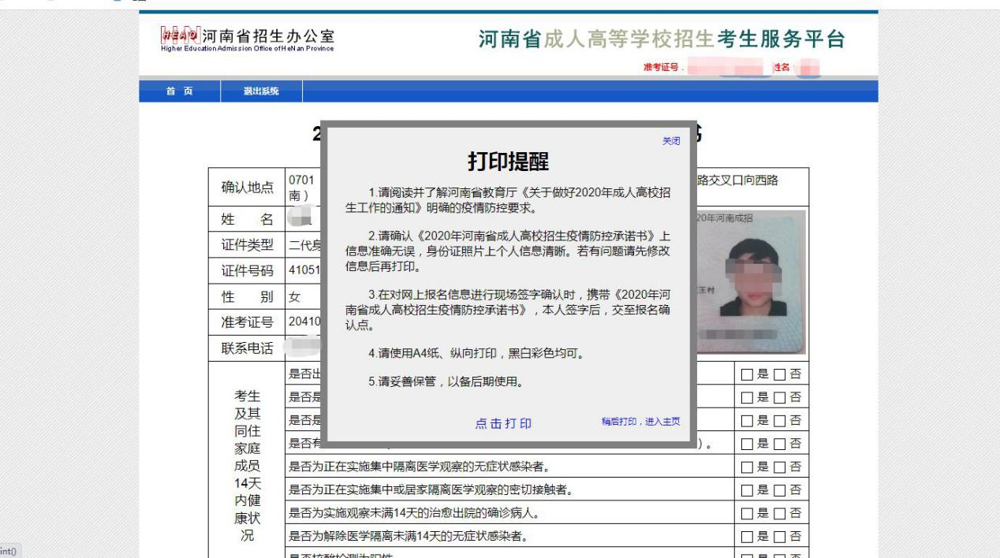 HEAO 河南省招生办公室
Higher Education Admission Office of HeNan Province
河南省成人高等学校招生考生服务平台
准考证号
姓名
首 页
退出系统
2
关闭
打印提醒
1.请阅读并了解河南省教育厅《关于做好2020年成人高校招
生工作的通知》明确的疫情防控要求。
2.请确认《2020年河南省成人高校招生疫情防控承诺书》上
信息准确无误，身份证照片上个人信息清晰。若有问题请先修改
信息后再打印。
3.在对网上报名信息进行现场签字确认时，携带《2020年河
南省成人高校招生疫情防控承诺书》，本人签字后，交至报名确
认点。
4.请使用A4纸、纵向打印，黑白彩色均可。
5.请妥善保管，以备后期使用。
点击打印
稍后打印，进入主页
确认地点
0701
南）
路交叉口向西路
姓 名
20年河南成招
证件类型
二代身
证件号码
41051
王村
性 别
女
准考证号
20410
联系电话
考生
及其
同住
家庭
成员
14天
内健
康状
况
是否出
□是□否
是否是
□是□否
是否是
□是□否
是否有
）。
□是□否
是否为正在实施集中隔离医学观察的无症状感染者。
□是□否
是否为正在实施集中或居家隔离医学观察的密切接触者。
□是□否
是否为实施观察未满14天的治愈出院的确诊病人。
□是□否
是否为解除医学隔离未满14天的无症状感染者。
□是□否
是否核酸检测为阳性
□是□否
int()